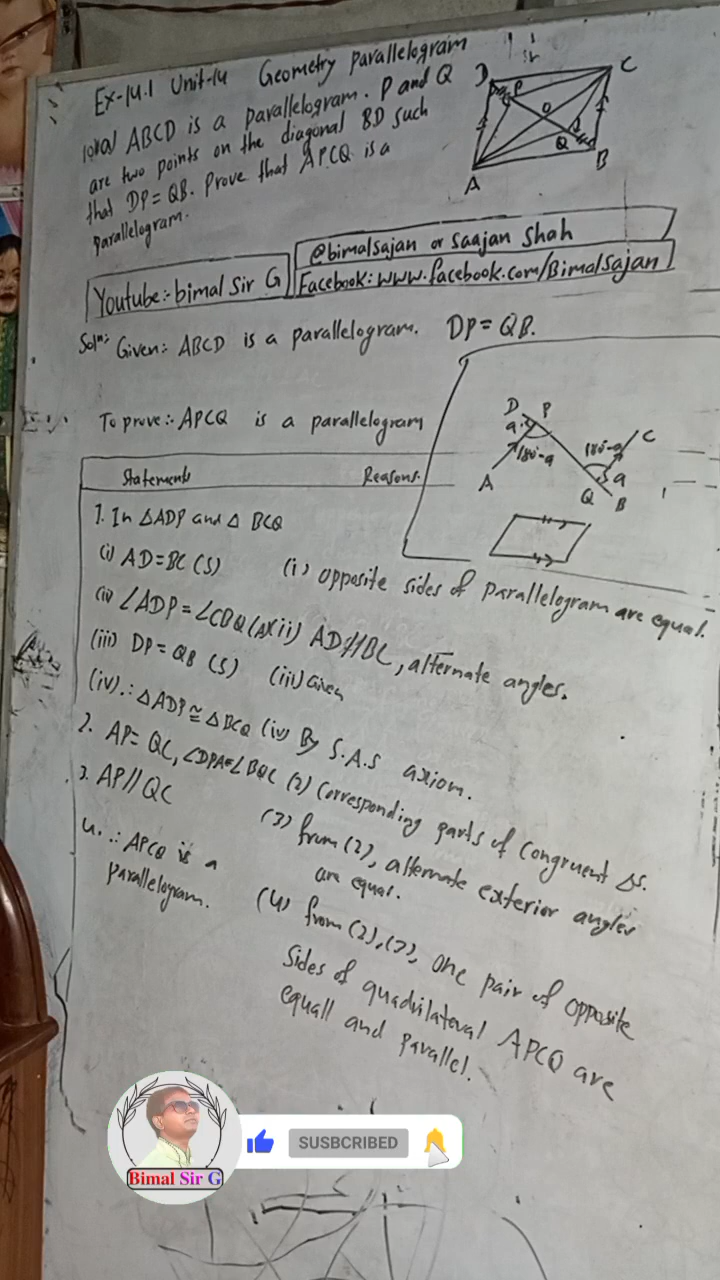 Ex-14.1 Unit-14 Geometry parallelogram
ABCD is a parallelogram. P and Q
are two points on the diagonal BD such
that DP=QB. Prove that APCQ is a
parallelogram.
D P C
O
Q B
A
Youtube:- bimal Sir G
@bimalsajan or Saajan Shah
Facebook: www.facebook.com/BimalSajan
Solⁿ: Given: ABCD is a parallelogram. DP=QB.
To prove:- APCQ is a parallelogram
D P
a
180°-a
A
180°-a C
a
Q B
Statements Reasons.
1. In ΔADP and Δ BCQ
(i) AD=BC (S) (i) opposite sides of parallelogram are equal.
(ii) ∠ADP=∠CBQ (A) (ii) AD//BC, alternate angles.
(iii) DP=QB (S) (iii) Given
(iv) ∴ ΔADP≅ΔBCQ (iv) By S.A.S axiom.
2. AP=QC, ∠DPA=∠BQC (2) Corresponding parts of congruent Δs.
3. AP//QC (3) from (2), alternate exterior angles
are equal.
4. ∴ APCQ is a
parallelogram.
(4) from (2),(3), one pair of opposite
sides of quadrilateral APCQ are
equall and parallel.
SUSBCRIBED
Bimal Sir G